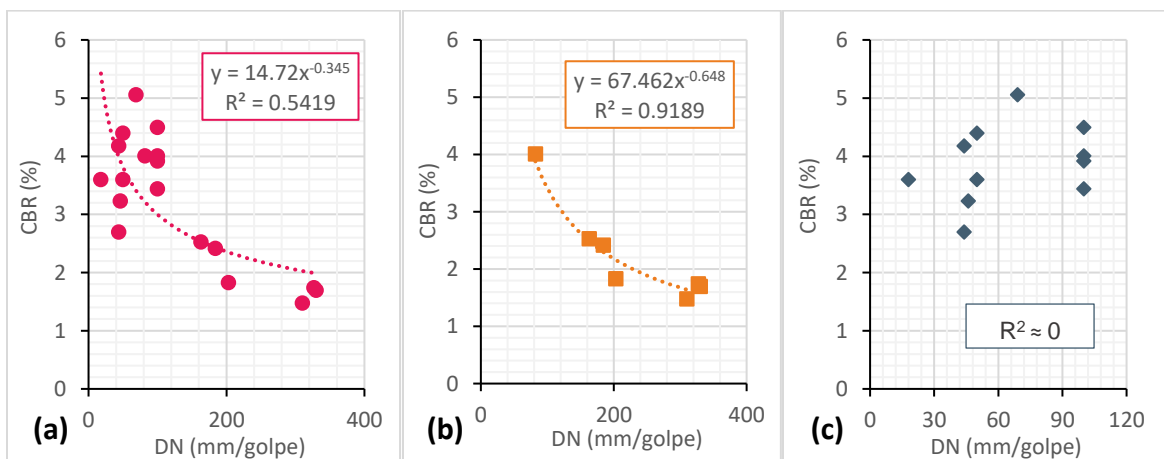 6
5
4
3
2
1
0
0
200
400
CBR (%)
DN (mm/golpe)
y = 14.72x^-0.345
R² = 0.5419
(a)
6
5
4
3
2
1
0
0
200
400
CBR (%)
DN (mm/golpe)
y = 67.462x^-0.648
R² = 0.9189
(b)
6
5
4
3
2
1
0
0
30
60
90
120
CBR (%)
DN (mm/golpe)
R² ≈ 0
(c)